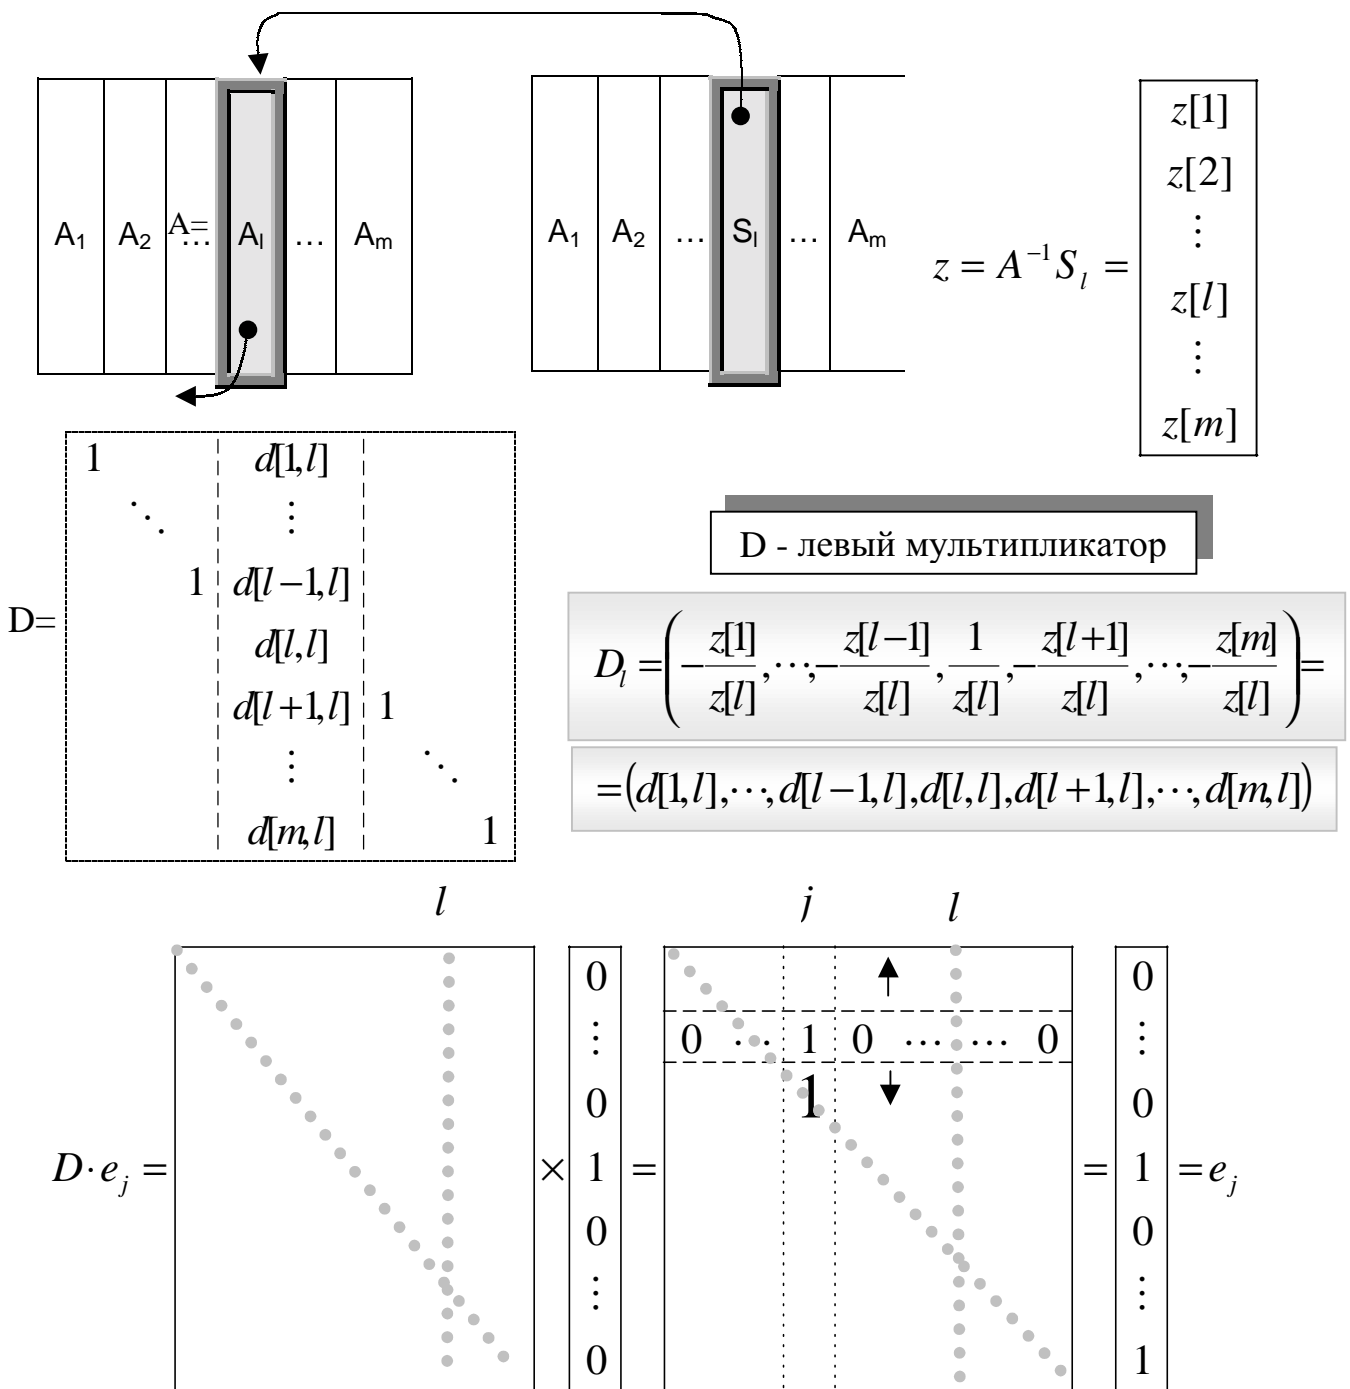 A₁ A₂ A= … Aₗ … Aₘ
A₁ A₂ … Sₗ … Aₘ
z = A⁻¹Sₗ =
z[1]
z[2]
⋮
z[l]
⋮
z[m]
D=
1 d[1,l]
⋱ ⋮
1 d[l−1,l]
d[l,l]
d[l+1,l] 1
⋮ ⋱
d[m,l] 1
D - левый мультипликатор
Dₗ = (−z[1]/z[l], ⋯, −z[l−1]/z[l], 1/z[l], −z[l+1]/z[l], ⋯, −z[m]/z[l]) =
= (d[1,l], ⋯, d[l−1,l], d[l,l], d[l+1,l], ⋯, d[m,l])
l
j l
D·eⱼ =
×
0
⋮
0
1
0
⋮
0
=
0 ⋯ 1 0 ⋯ ⋯ 0
1
=
0
⋮
0
1
0
⋮
1
= eⱼ